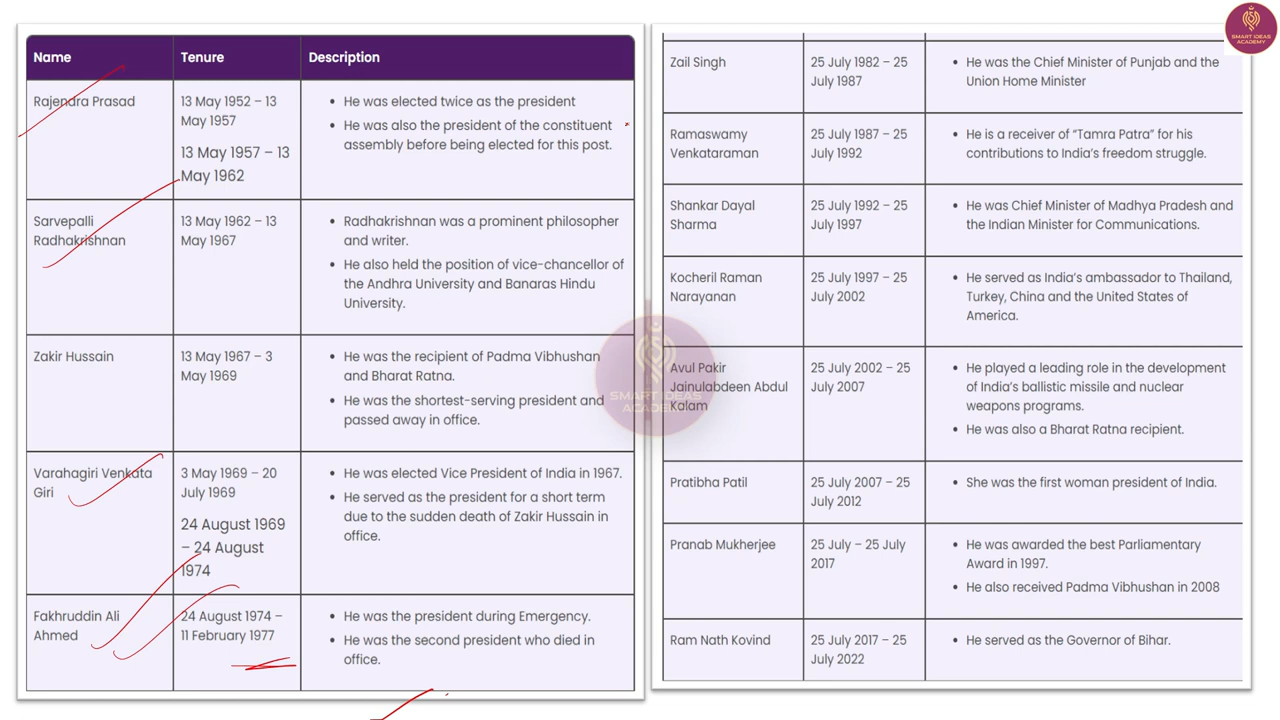 Name Tenure Description
Rajendra Prasad 13 May 1952 – 13 • He was elected twice as the president
May 1957 • He was also the president of the constituent
assembly before being elected for this post.
13 May 1957 – 13
May 1962
Sarvepalli 13 May 1962 – 13 • Radhakrishnan was a prominent philosopher
Radhakrishnan May 1967 and writer.
• He also held the position of vice-chancellor of
the Andhra University and Banaras Hindu
University.
Zakir Hussain 13 May 1967 – 3 • He was the recipient of Padma Vibhushan
May 1969 and Bharat Ratna.
• He was the shortest-serving president and
passed away in office.
Varahagiri Venkata 3 May 1969 – 20 • He was elected Vice President of India in 1967.
Giri July 1969 • He served as the president for a short term
24 August 1969 due to the sudden death of Zakir Hussain in
– 24 August office.
1974
Fakhruddin Ali 24 August 1974 – • He was the president during Emergency.
Ahmed 11 February 1977 • He was the second president who died in
office.
Zail Singh 25 July 1982 – 25 • He was the Chief Minister of Punjab and the
July 1987 Union Home Minister
Ramaswamy 25 July 1987 – 25 • He is a receiver of “Tamra Patra” for his
Venkataraman July 1992 contributions to India’s freedom struggle.
Shankar Dayal 25 July 1992 – 25 • He was Chief Minister of Madhya Pradesh and
Sharma July 1997 the Indian Minister for Communications.
Kocheril Raman 25 July 1997 – 25 • He served as India’s ambassador to Thailand,
Narayanan July 2002 Turkey, China and the United States of
America.
Avul Pakir 25 July 2002 – 25 • He played a leading role in the development
Jainulabdeen Abdul July 2007 of India’s ballistic missile and nuclear
Kalam weapons programs.
• He was also a Bharat Ratna recipient.
Pratibha Patil 25 July 2007 – 25 • She was the first woman president of India.
July 2012
Pranab Mukherjee 25 July – 25 July • He was awarded the best Parliamentary
2017 Award in 1997.
• He also received Padma Vibhushan in 2008
Ram Nath Kovind 25 July 2017 – 25 • He served as the Governor of Bihar.
July 2022
SMART IDEAS
ACADEMY
SMART IDEAS
ACADEMY